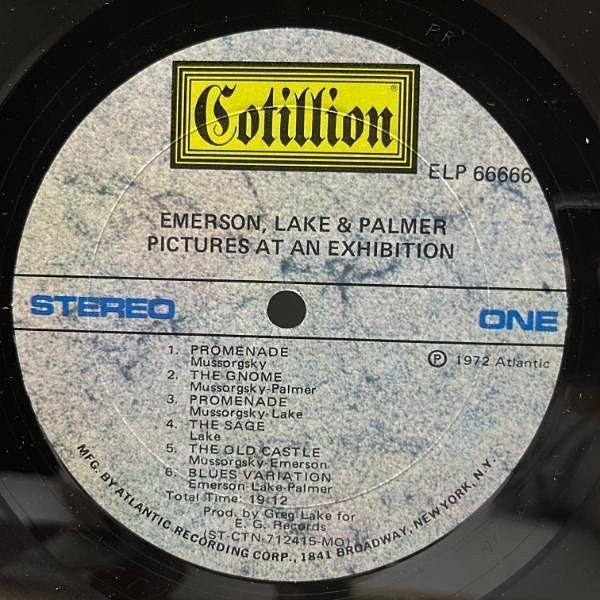 PR
Cotillion®
ELP 66666
EMERSON, LAKE & PALMER
PICTURES AT AN EXHIBITION
STEREO
ONE
Ⓟ 1972 Atlantic
1. PROMENADE
Mussorgsky
2. THE GNOME
Mussorgsky-Palmer
3. PROMENADE
Mussorgsky-Lake
4. THE SAGE
Lake
5. THE OLD CASTLE
Mussorgsky-Emerson
6. BLUES VARIATION
Emerson-Lake-Palmer
Total Time: 19:12
Prod. by Greg Lake for
E. G. Records
(ST-CTN-712415-MO)
MFG. BY ATLANTIC RECORDING CORP., 1841 BROADWAY, NEW YORK, N.Y.